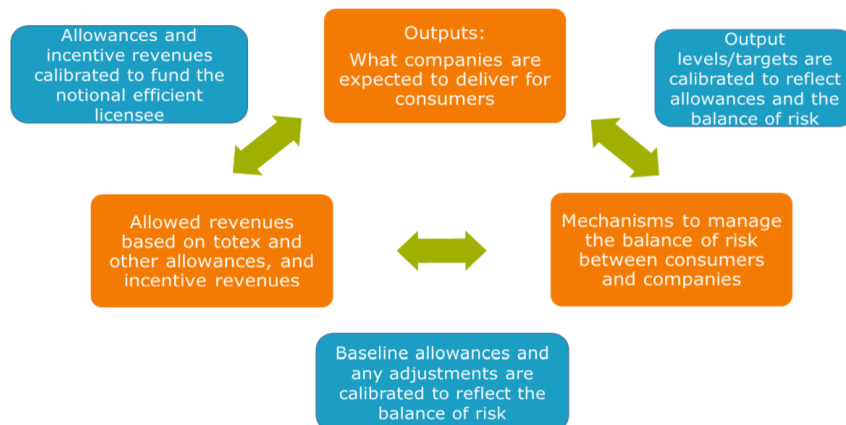 Allowances and
incentive revenues
calibrated to fund the
notional efficient
licensee
Outputs:
What companies are
expected to deliver for
consumers
Output
levels/targets are
calibrated to reflect
allowances and the
balance of risk
Allowed revenues
based on totex and
other allowances, and
incentive revenues
Mechanisms to manage
the balance of risk
between consumers
and companies
Baseline allowances and
any adjustments are
calibrated to reflect the
balance of risk